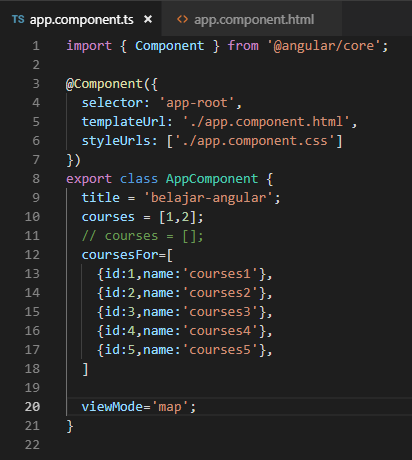 TS app.component.ts × <> app.component.html
1 import { Component } from '@angular/core';
2
3 @Component({
4   selector: 'app-root',
5   templateUrl: './app.component.html',
6   styleUrls: ['./app.component.css']
7 })
8 export class AppComponent {
9   title = 'belajar-angular';
10   courses = [1,2];
11   // courses = [];
12   coursesFor=[
13     {id:1,name:'courses1'},
14     {id:2,name:'courses2'},
15     {id:3,name:'courses3'},
16     {id:4,name:'courses4'},
17     {id:5,name:'courses5'},
18   ]
19
20   viewMode='map';
21 }
22